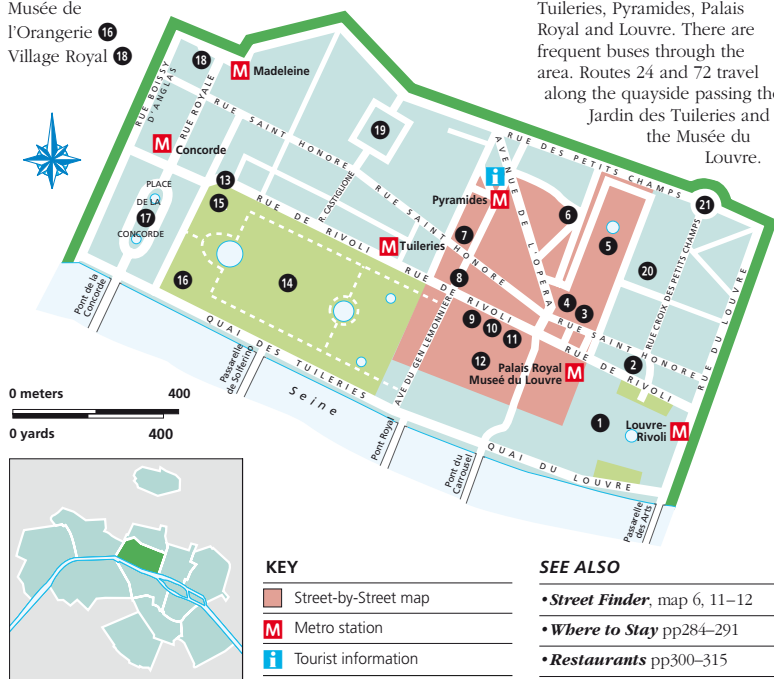 Musée de
l'Orangerie 16
Village Royal 18
Tuileries, Pyramides, Palais
Royal and Louvre. There are
frequent buses through the
area. Routes 24 and 72 travel
along the quayside passing the
Jardin des Tuileries and
the Musée du
Louvre.
18
M Madeleine
RUE BOISSY
D'ANGLAS
RUE ROYALE
M Concorde
RUE SAINT HONORE
19
R. CASTIGLIONE
RUE SAINT HONORE
AVENUE DE L'OPERA
RUE DES PETITS CHAMPS
21
i
Pyramides M
6
5
7
20
RUE CROIX DES PETITS CHAMPS
RUE DU LOUVRE
PLACE
DE LA
17
CONCORDE
13
15
RUE DE RIVOLI
M Tuileries
RUE DE RIVOLI
8
4
3
RUE SAINT HONORE
RUE DE RIVOLI
16
14
9
10
11
12
2
Palais Royal
Museé du Louvre M
1
Louvre-
Rivoli M
AVE DU GEN LEMONNIER
QUAI DES TUILERIES
QUAI DU LOUVRE
Pont de la
Concorde
Passarelle
de Solferino
Seine
Pont Royal
Pont du
Carrousel
Passarelle
des Arts
0 meters 400
0 yards 400
KEY
Street-by-Street map
M Metro station
i Tourist information
SEE ALSO
• Street Finder, map 6, 11–12
• Where to Stay pp284–291
• Restaurants pp300–315